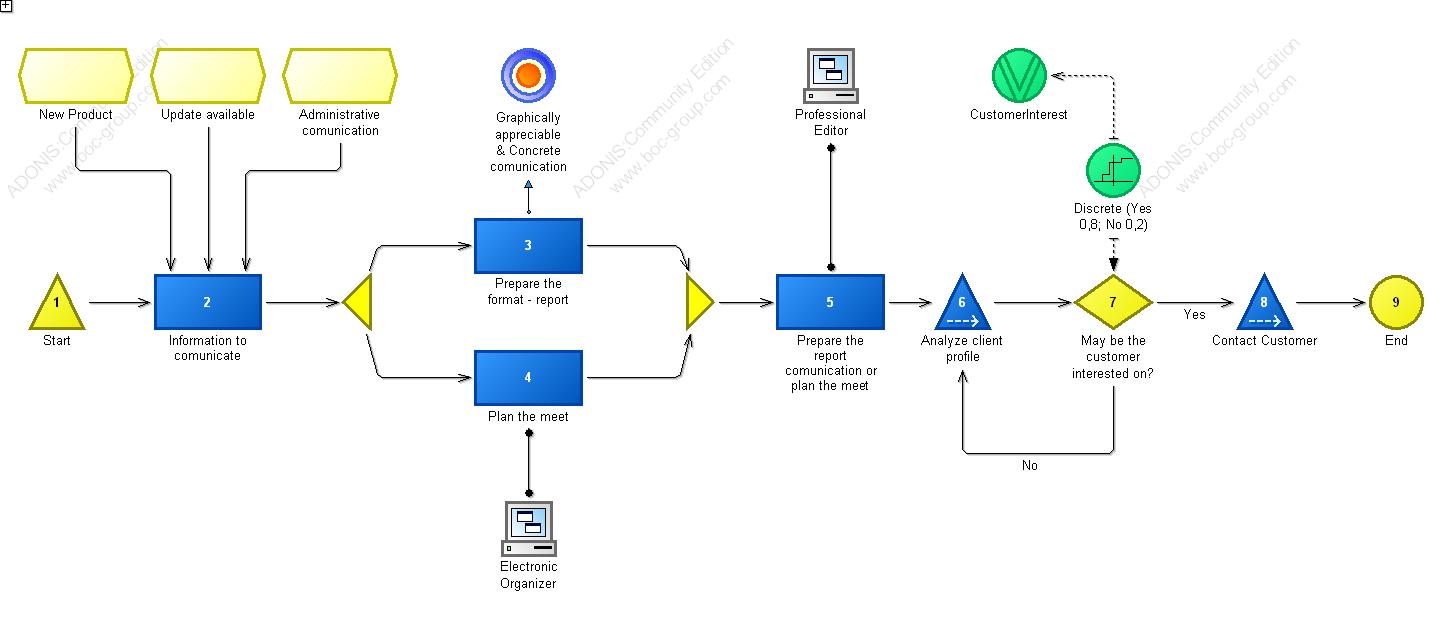 New Product
Update available
Administrative
comunication
Graphically
appreciable
& Concrete
comunication
Professional
Editor
CustomerInterest
Discrete (Yes
0,8; No 0,2)
1
Start
2
Information to
comunicate
3
Prepare the
format - report
4
Plan the meet
Electronic
Organizer
5
Prepare the
report
comunication or
plan the meet
6
Analyze client
profile
7
May be the
customer
interested on?
Yes
No
8
Contact Customer
9
End
ADONIS:Community Edition
www.boc-group.com
ADONIS:Community Edition
www.boc-group.com
ADONIS:Community Edition
www.boc-group.com